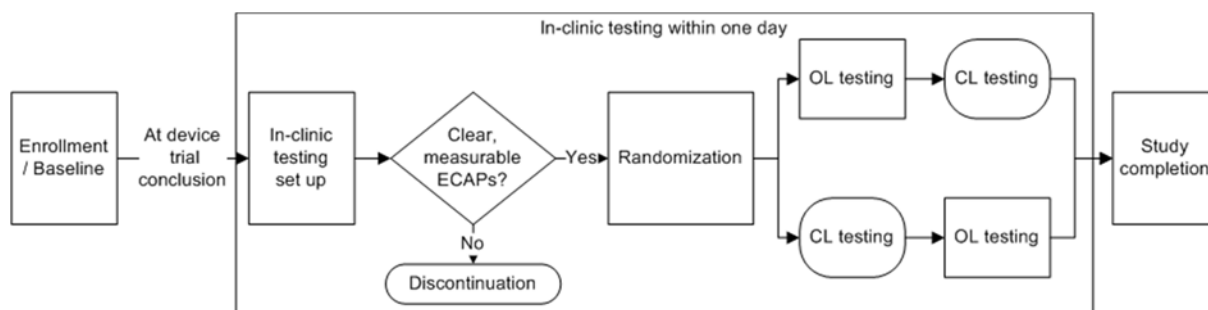 In-clinic testing within one day
Enrollment
/ Baseline
At device
trial
conclusion
In-clinic
testing
set up
Clear,
measurable
ECAPs?
Yes
No
Discontinuation
Randomization
OL testing
CL testing
CL testing
OL testing
Study
completion